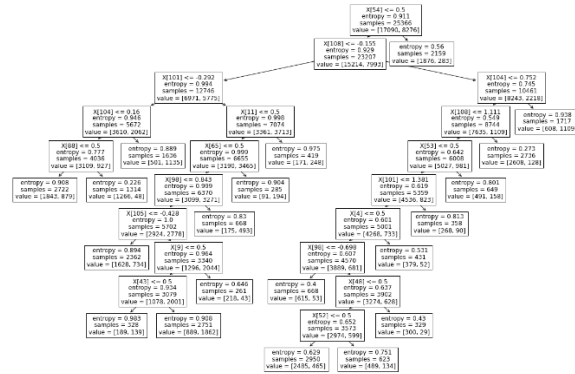 X[54] <= 0.5
entropy = 0.911
samples = 25366
value = [17090, 8276]
X[108] <= -0.155
entropy = 0.929
samples = 23207
value = [15214, 7993]
entropy = 0.56
samples = 2159
value = [1876, 283]
X[101] <= -0.292
entropy = 0.994
samples = 12746
value = [6971, 5775]
X[104] <= 0.752
entropy = 0.745
samples = 10461
value = [8243, 2218]
X[104] <= 0.16
entropy = 0.946
samples = 5672
value = [3610, 2062]
X[11] <= 0.5
entropy = 0.998
samples = 7074
value = [3361, 3713]
X[108] <= 1.111
entropy = 0.549
samples = 8744
value = [7635, 1109]
entropy = 0.938
samples = 1717
value = [608, 1109]
X[88] <= 0.5
entropy = 0.777
samples = 4036
value = [3109, 927]
entropy = 0.889
samples = 1636
value = [501, 1135]
X[65] <= 0.5
entropy = 0.999
samples = 6655
value = [3190, 3465]
entropy = 0.975
samples = 419
value = [171, 248]
X[53] <= 0.5
entropy = 0.642
samples = 6008
value = [5027, 981]
entropy = 0.273
samples = 2736
value = [2608, 128]
entropy = 0.908
samples = 2722
value = [1843, 879]
entropy = 0.226
samples = 1314
value = [1266, 48]
X[98] <= 0.843
entropy = 0.999
samples = 6370
value = [3099, 3271]
entropy = 0.904
samples = 285
value = [91, 194]
X[101] <= 1.381
entropy = 0.619
samples = 5359
value = [4536, 823]
entropy = 0.801
samples = 649
value = [491, 158]
X[105] <= -0.428
entropy = 1.0
samples = 5702
value = [2924, 2778]
entropy = 0.83
samples = 668
value = [175, 493]
X[4] <= 0.5
entropy = 0.601
samples = 5001
value = [4268, 733]
entropy = 0.813
samples = 358
value = [268, 90]
entropy = 0.894
samples = 2362
value = [1628, 734]
X[9] <= 0.5
entropy = 0.964
samples = 3340
value = [1296, 2044]
X[98] <= -0.698
entropy = 0.607
samples = 4570
value = [3889, 681]
entropy = 0.531
samples = 431
value = [379, 52]
X[43] <= 0.5
entropy = 0.934
samples = 3079
value = [1078, 2001]
entropy = 0.646
samples = 261
value = [218, 43]
entropy = 0.4
samples = 668
value = [615, 53]
X[48] <= 0.5
entropy = 0.637
samples = 3902
value = [3274, 628]
entropy = 0.983
samples = 328
value = [189, 139]
entropy = 0.908
samples = 2751
value = [889, 1862]
X[52] <= 0.5
entropy = 0.652
samples = 3573
value = [2974, 599]
entropy = 0.43
samples = 329
value = [300, 29]
entropy = 0.629
samples = 2950
value = [2485, 465]
entropy = 0.751
samples = 623
value = [489, 134]